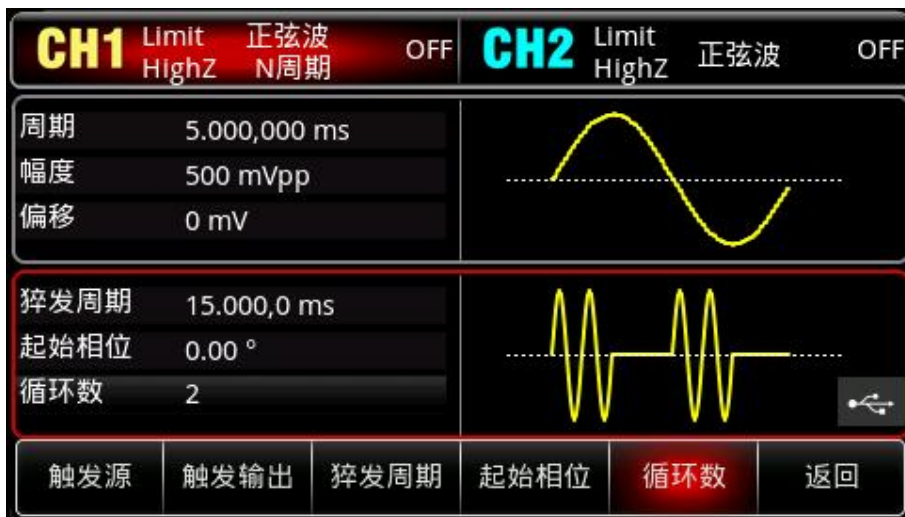 CH1 Limit 正弦波 OFF CH2 Limit 正弦波 OFF
HighZ N周期 HighZ
周期 5.000,000 ms
幅度 500 mVpp
偏移 0 mV
猝发周期 15.000,0 ms
起始相位 0.00 °
循环数 2
触发源 触发输出 猝发周期 起始相位 循环数 返回